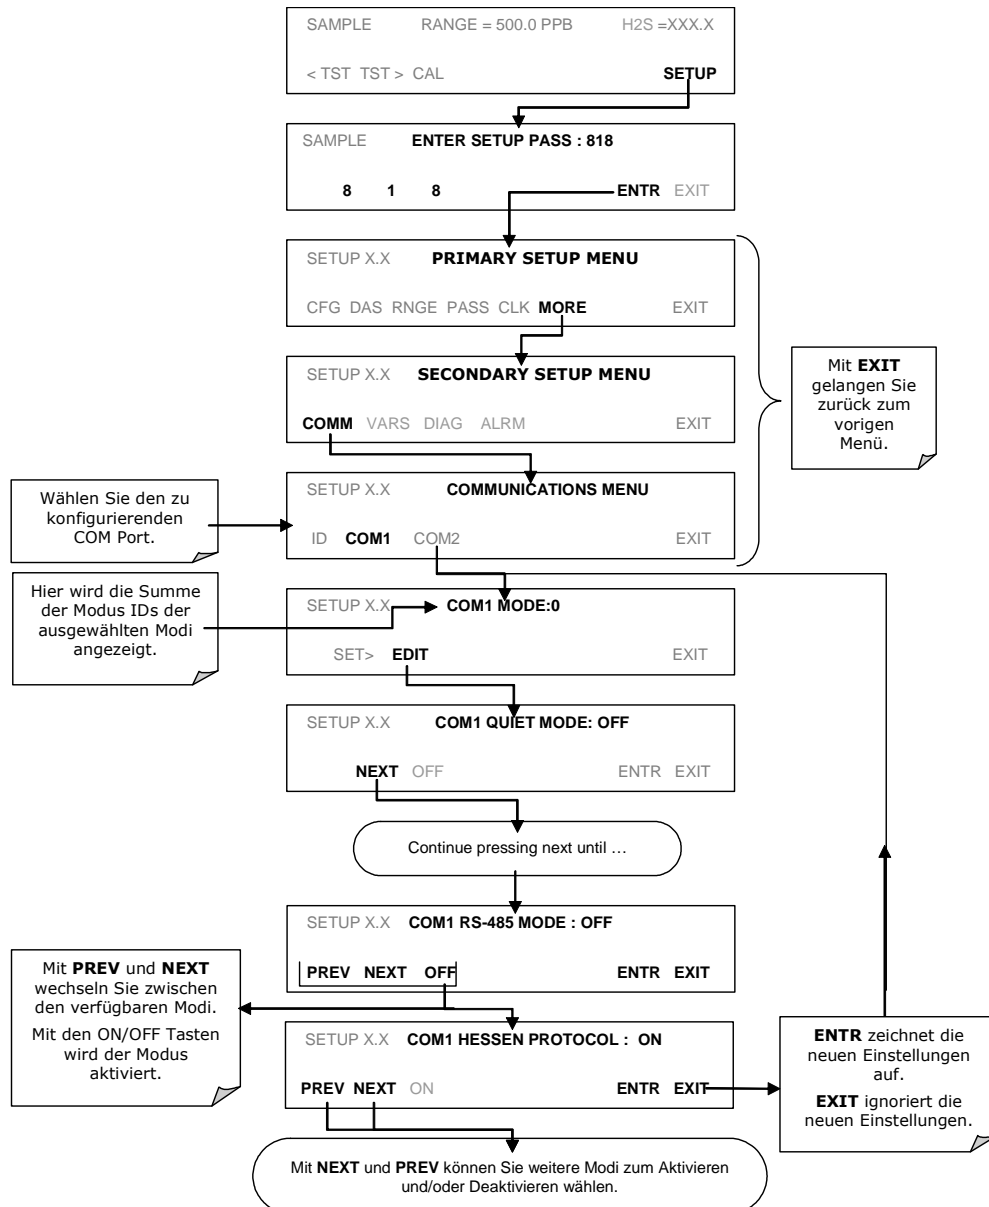 SAMPLE RANGE = 500.0 PPB H2S =XXX.X
< TST TST > CAL SETUP
SAMPLE ENTER SETUP PASS : 818
8 1 8 ENTR EXIT
SETUP X.X PRIMARY SETUP MENU
CFG DAS RNGE PASS CLK MORE EXIT
SETUP X.X SECONDARY SETUP MENU
COMM VARS DIAG ALRM EXIT
Mit EXIT
gelangen Sie
zurück zum
vorigen
Menü.
Wählen Sie den zu
konfigurierenden
COM Port.
SETUP X.X COMMUNICATIONS MENU
ID COM1 COM2 EXIT
Hier wird die Summe
der Modus IDs der
ausgewählten Modi
angezeigt.
SETUP X.X COM1 MODE:0
SET> EDIT EXIT
SETUP X.X COM1 QUIET MODE: OFF
NEXT OFF ENTR EXIT
Continue pressing next until …
SETUP X.X COM1 RS-485 MODE : OFF
PREV NEXT OFF ENTR EXIT
Mit PREV und NEXT
wechseln Sie zwischen
den verfügbaren Modi.
Mit den ON/OFF Tasten
wird der Modus
aktiviert.
SETUP X.X COM1 HESSEN PROTOCOL : ON
PREV NEXT ON ENTR EXIT
ENTR zeichnet die
neuen Einstellungen
auf.
EXIT ignoriert die
neuen Einstellungen.
Mit NEXT und PREV können Sie weitere Modi zum Aktivieren
und/oder Deaktivieren wählen.